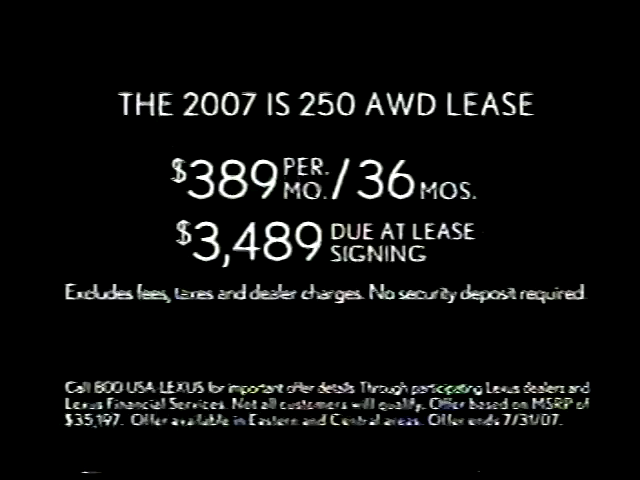 THE 2007 IS 250 AWD LEASE
$389 PER MO. / 36 MOS.
$3,489 DUE AT LEASE SIGNING
Excludes fees, taxes and dealer charges. No security deposit required.
Call 800 USA-LEXUS for important offer details. Through participating Lexus dealers and
Lexus Financial Services. Not all customers will qualify. Offer based on MSRP of
$35,197. Offer available in Eastern and Central areas. Offer ends 7/31/07.